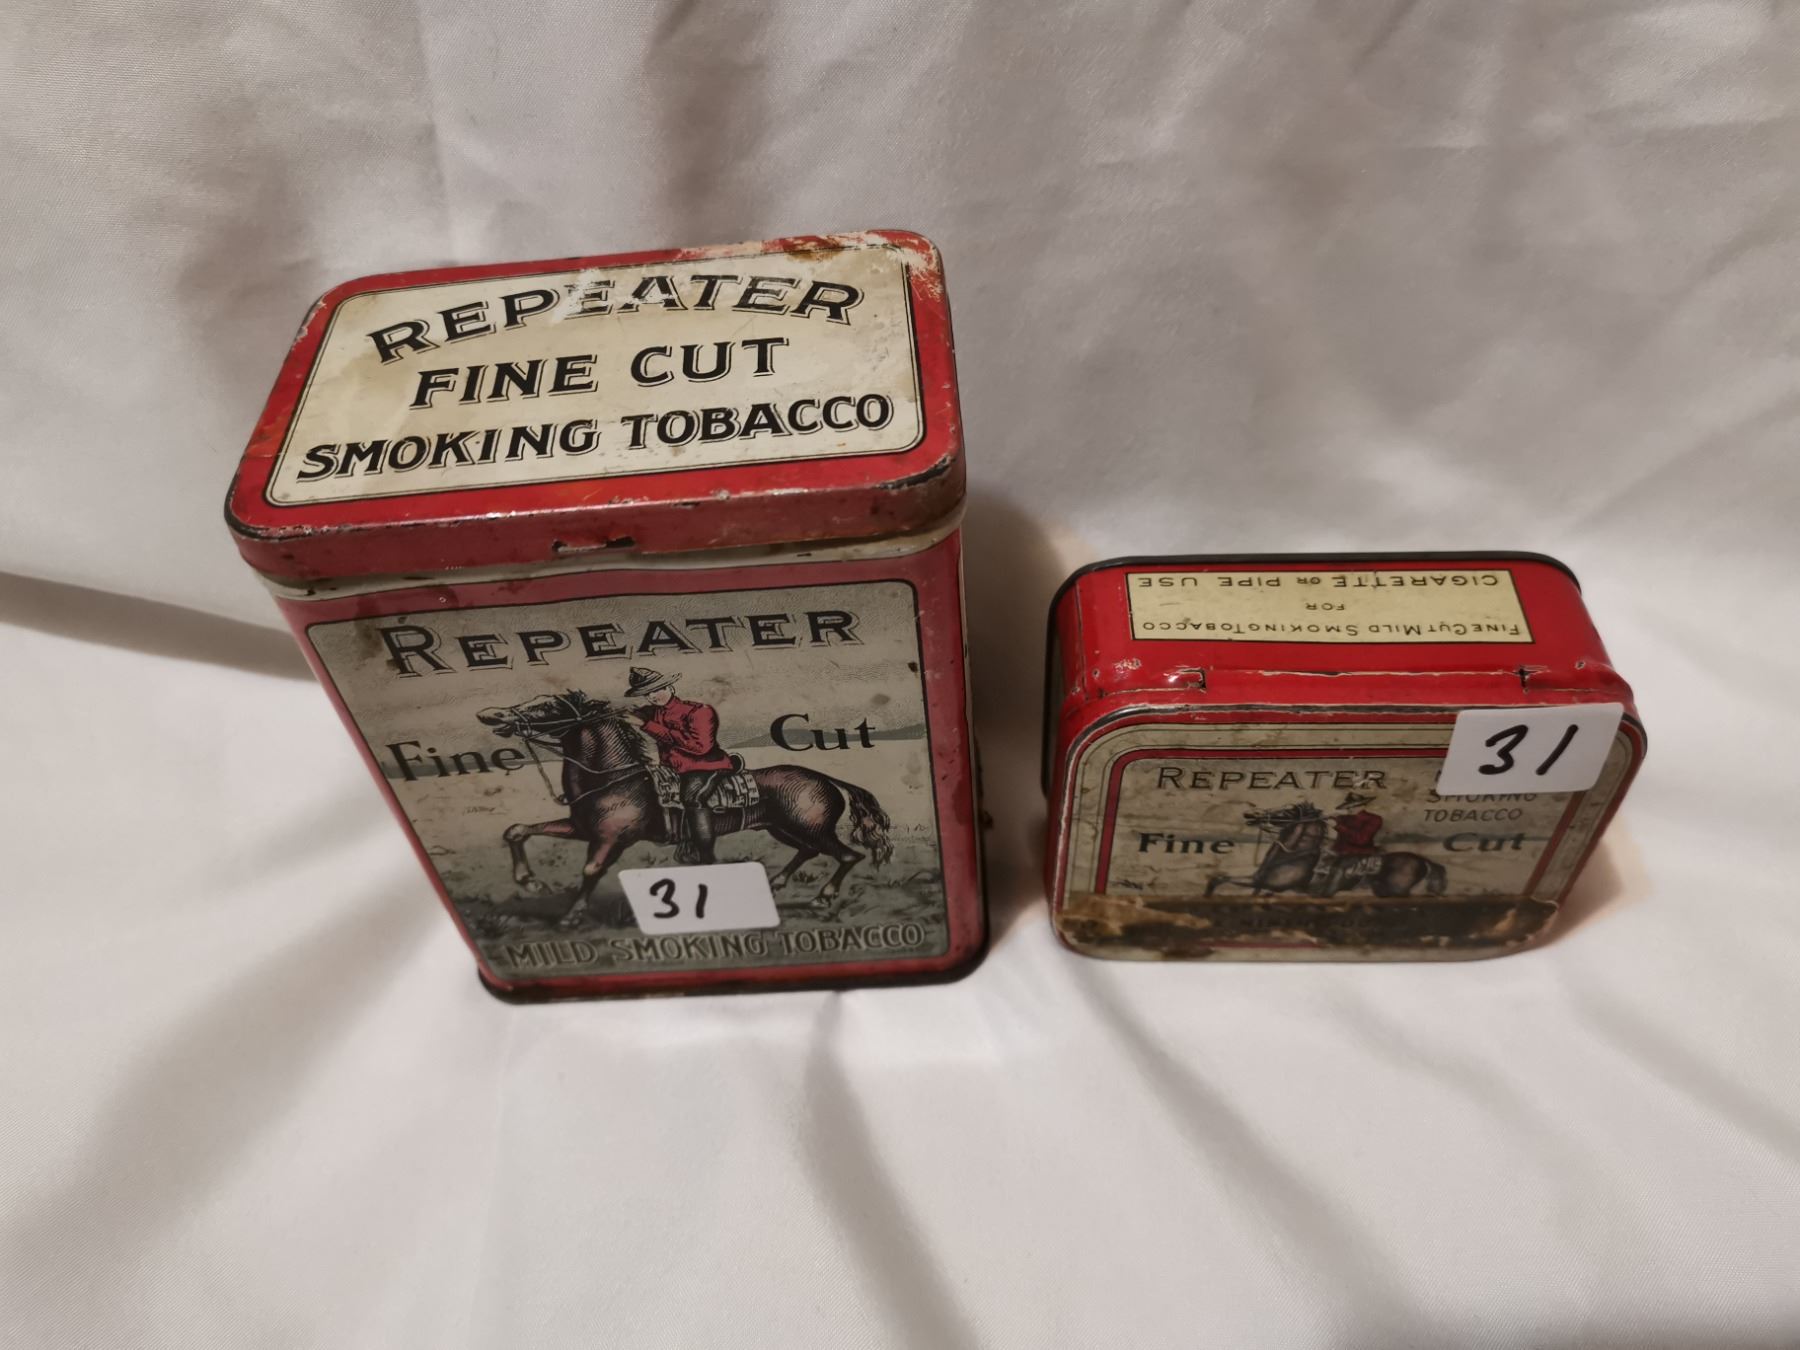 REPEATER
FINE CUT
SMOKING TOBACCO
REPEATER
Fine Cut
31
MILD SMOKING TOBACCO
FINE CUT MILD SMOKING TOBACCO
FOR
CIGARETTE OR PIPE USE
31
REPEATER
SMOKING
TOBACCO
Fine Cut